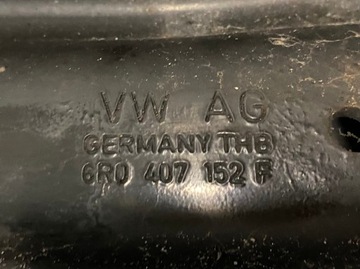 VW AG
GERMANY THB
6R0 407 152 F